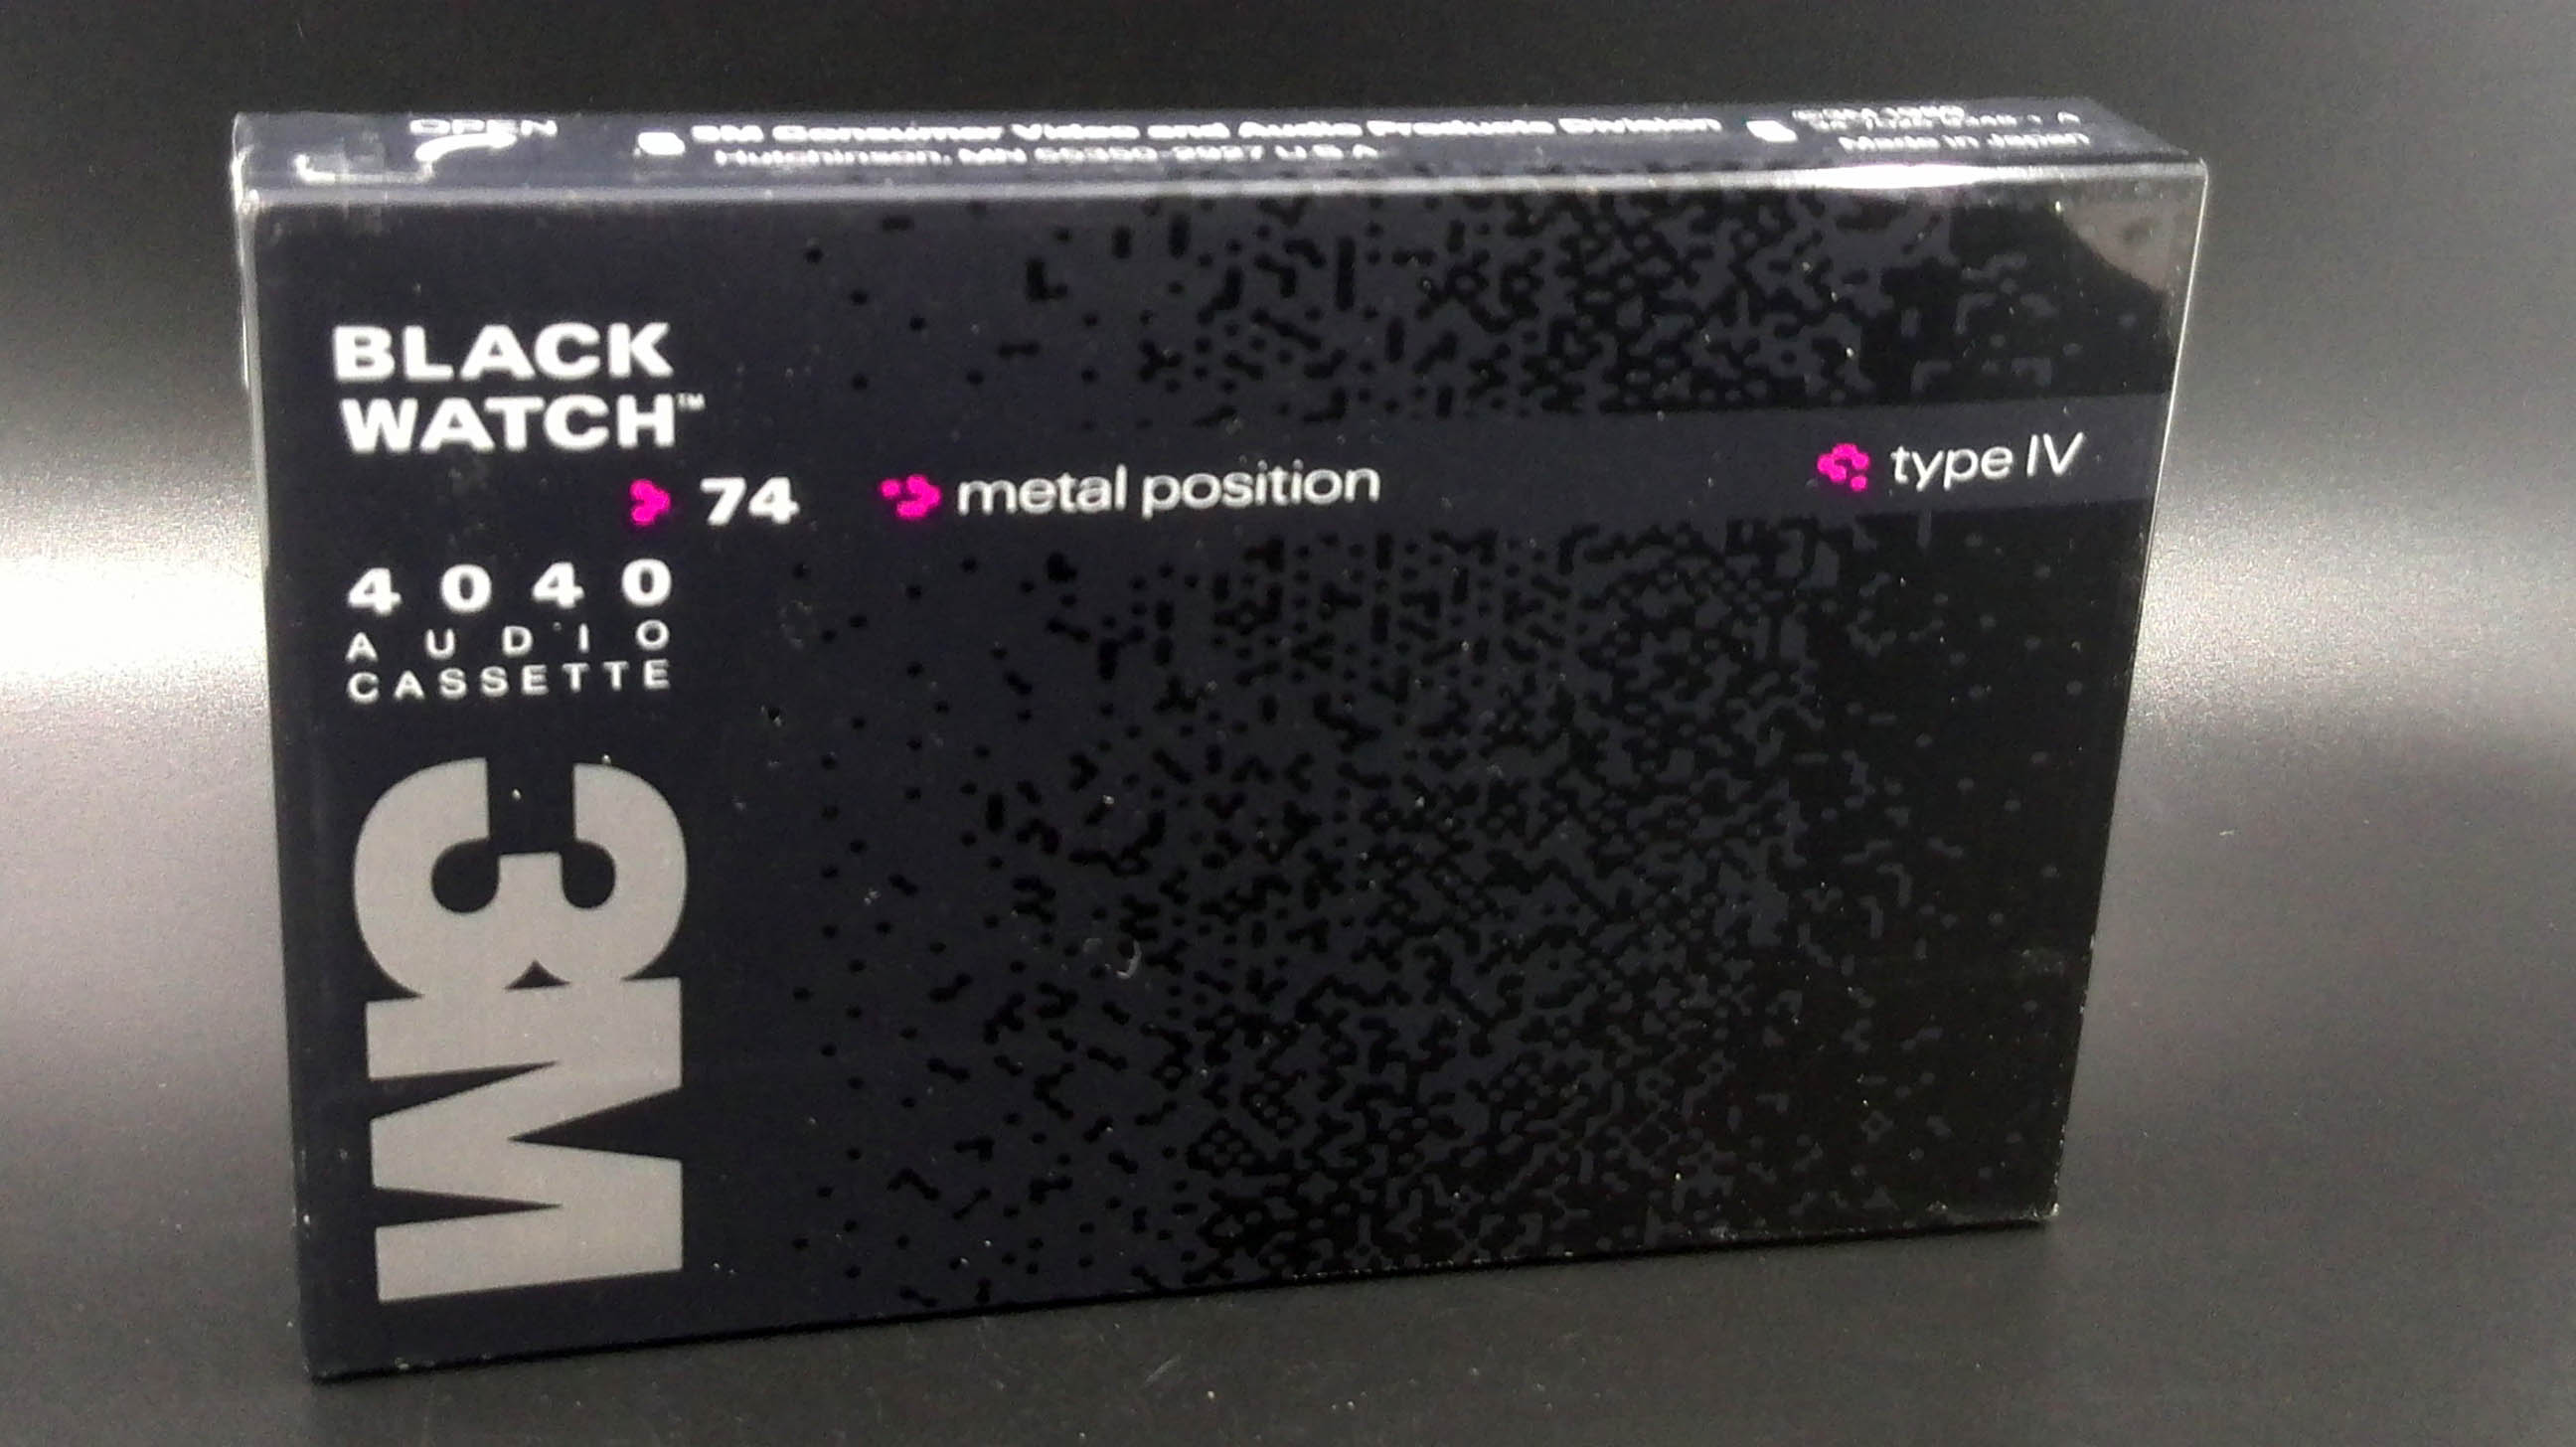 OPEN
3M Consumer Video and Audio Products Division
Hutchinson, MN 55350-2927 U.S.A
©3M
Made in Japan
BLACK
WATCH™
74 metal position type IV
4040
AUDIO
CASSETTE
3M